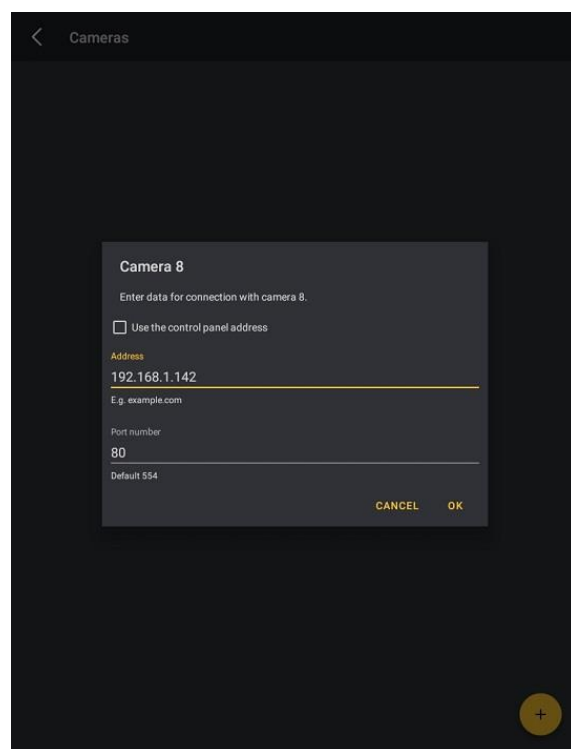 Cameras
Camera 8
Enter data for connection with camera 8.
Use the control panel address
Address
192.168.1.142
E.g. example.com
Port number
80
Default 554
CANCEL OK
+